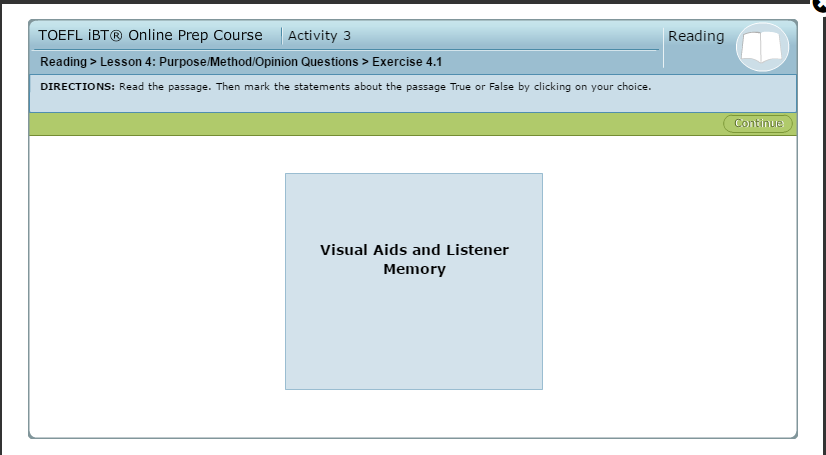 TOEFL iBT® Online Prep Course | Activity 3
Reading
Reading > Lesson 4: Purpose/Method/Opinion Questions > Exercise 4.1
DIRECTIONS: Read the passage. Then mark the statements about the passage True or False by clicking on your choice.
Continue
Visual Aids and Listener
Memory